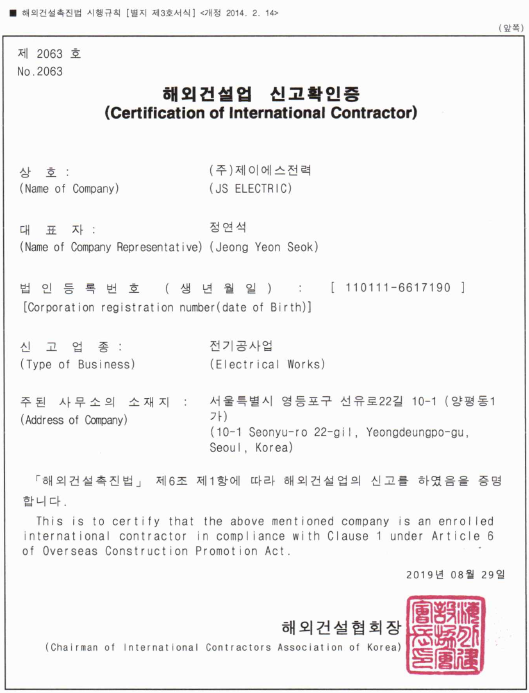 ■ 해외건설촉진법 시행규칙 [별지 제3호서식] <개정 2014. 2. 14>
(앞쪽)
제 2063 호
No.2063
해외건설업 신고확인증
(Certification of International Contractor)
상 호 : (주)제이에스전력
(Name of Company) (JS ELECTRIC)
대 표 자 : 정연석
(Name of Company Representative) (Jeong Yeon Seok)
법 인 등 록 번 호 ( 생 년 월 일 ) : [ 110111-6617190 ]
[Corporation registration number(date of Birth)]
신 고 업 종 : 전기공사업
(Type of Business) (Electrical Works)
주된 사무소의 소재지 : 서울특별시 영등포구 선유로22길 10-1 (양평동1
가)
(Address of Company)
(10-1 Seonyu-ro 22-gil, Yeongdeungpo-gu,
Seoul, Korea)
「해외건설촉진법」 제6조 제1항에 따라 해외건설업의 신고를 하였음을 증명
합니다.
This is to certify that the above mentioned company is an enrolled
international contractor in compliance with Clause 1 under Article 6
of Overseas Construction Promotion Act.
2019년 08월 29일
해외건설협회장
(Chairman of International Contractors Association of Korea)